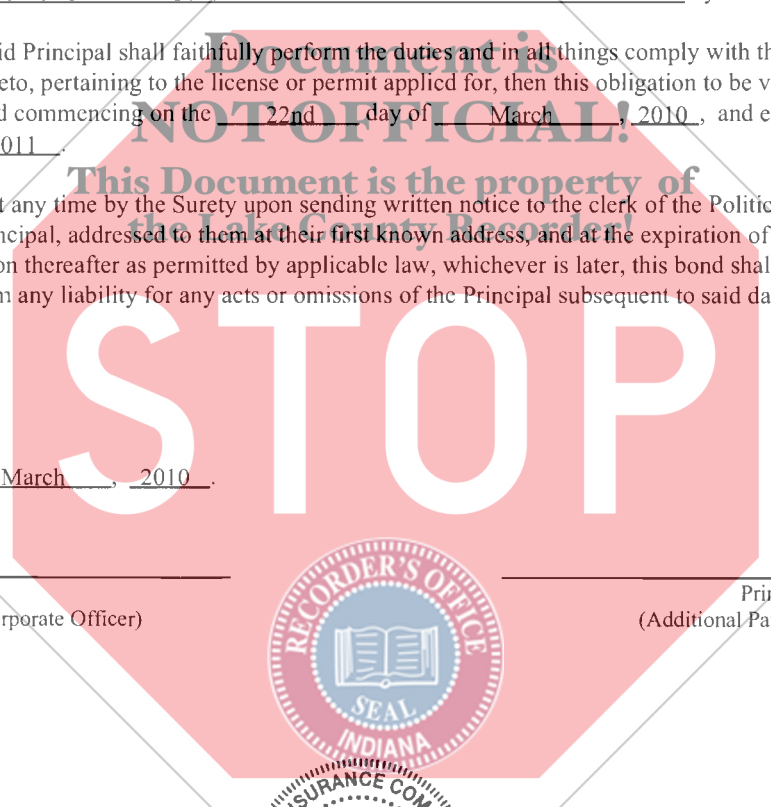 Document is
id Principal shall faithfully perform the duties and in all things comply with th
eto, pertaining to the license or permit applied for, then this obligation to be v
NOT OFFICIAL!
d commencing on the 22nd day of March, 2010, and e
011.
This Document is the property of
t any time by the Surety upon sending written notice to the clerk of the Politic
the Lake County Recorder!
ncipal, addressed to them at their first known address, and at the expiration of
on thereafter as permitted by applicable law, whichever is later, this bond shal
m any liability for any acts or omissions of the Principal subsequent to said da
STOP
March, 2010.
Prin
rporate Officer)
(Additional Pa
RECORDER'S OFFICE
SEAL
INDIANA
SURANCE COM